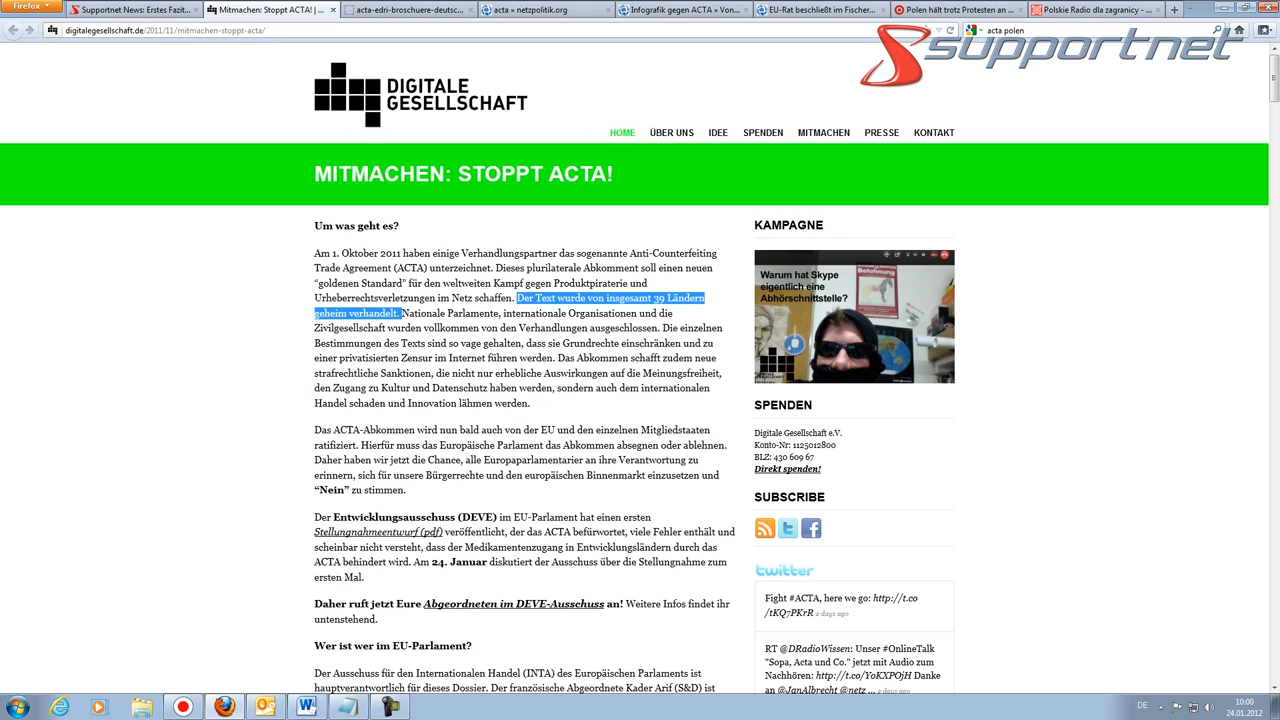 Firefox
Supportnet News: Erstes Fazit...
Mitmachen: Stoppt ACTA! | ...
acta-edri-broschuere-deutsc...
acta » netzpolitik.org
Infografik gegen ACTA » Von...
EU-Rat beschließt im Fischer...
Polen hält trotz Protesten an ...
Polskie Radio dla zagranicy - ...
digitalegesellschaft.de/2011/11/mitmachen-stoppt-acta/
acta polen
supportnet
DIGITALE
GESELLSCHAFT
HOME ÜBER UNS IDEE SPENDEN MITMACHEN PRESSE KONTAKT
MITMACHEN: STOPPT ACTA!
Um was geht es?
Am 1. Oktober 2011 haben einige Verhandlungspartner das sogenannte Anti-Counterfeiting
Trade Agreement (ACTA) unterzeichnet. Dieses plurilaterale Abkomment soll einen neuen
“goldenen Standard” für den weltweiten Kampf gegen Produktpiraterie und
Urheberrechtsverletzungen im Netz schaffen. Der Text wurde von insgesamt 39 Ländern
geheim verhandelt. Nationale Parlamente, internationale Organisationen und die
Zivilgesellschaft wurden vollkommen von den Verhandlungen ausgeschlossen. Die einzelnen
Bestimmungen des Texts sind so vage gehalten, dass sie Grundrechte einschränken und zu
einer privatisierten Zensur im Internet führen werden. Das Abkommen schafft zudem neue
strafrechtliche Sanktionen, die nicht nur erhebliche Auswirkungen auf die Meinungsfreiheit,
den Zugang zu Kultur und Datenschutz haben werden, sondern auch dem internationalen
Handel schaden und Innovation lähmen werden.
Das ACTA-Abkommen wird nun bald auch von der EU und den einzelnen Mitgliedstaaten
ratifiziert. Hierfür muss das Europäische Parlament das Abkommen absegnen oder ablehnen.
Daher haben wir jetzt die Chance, alle Europaparlamentarier an ihre Verantwortung zu
erinnern, sich für unsere Bürgerrechte und den europäischen Binnenmarkt einzusetzen und
“Nein” zu stimmen.
Der Entwicklungsausschuss (DEVE) im EU-Parlament hat einen ersten
Stellungnahmeentwurf (pdf) veröffentlicht, der das ACTA befürwortet, viele Fehler enthält und
scheinbar nicht versteht, dass der Medikamentenzugang in Entwicklungsländern durch das
ACTA behindert wird. Am 24. Januar diskutiert der Ausschuss über die Stellungnahme zum
ersten Mal.
Daher ruft jetzt Eure Abgeordneten im DEVE-Ausschuss an! Weitere Infos findet ihr
untenstehend.
Wer ist wer im EU-Parlament?
Der Ausschuss für den Internationalen Handel (INTA) des Europäischen Parlaments ist
hauptverantwortlich für dieses Dossier. Der französische Abgeordnete Kader Arif (S&D) ist
KAMPAGNE
Warum hat Skype
eigentlich eine
Abhörschnittstelle?
Belohnung
SPENDEN
Digitale Gesellschaft e.V.
Konto-Nr: 1125012800
BLZ: 430 609 67
Direkt spenden!
SUBSCRIBE
twitter
Fight #ACTA, here we go: http://t.co
/tKQ7PKrR 2 days ago
RT @DRadioWissen: Unser #OnlineTalk
"Sopa, Acta und Co." jetzt mit Audio zum
Nachhören: http://t.co/YoKXPOjH Danke
an @JanAlbrecht @netz ... 2 days ago
DE
10:00
24.01.2012